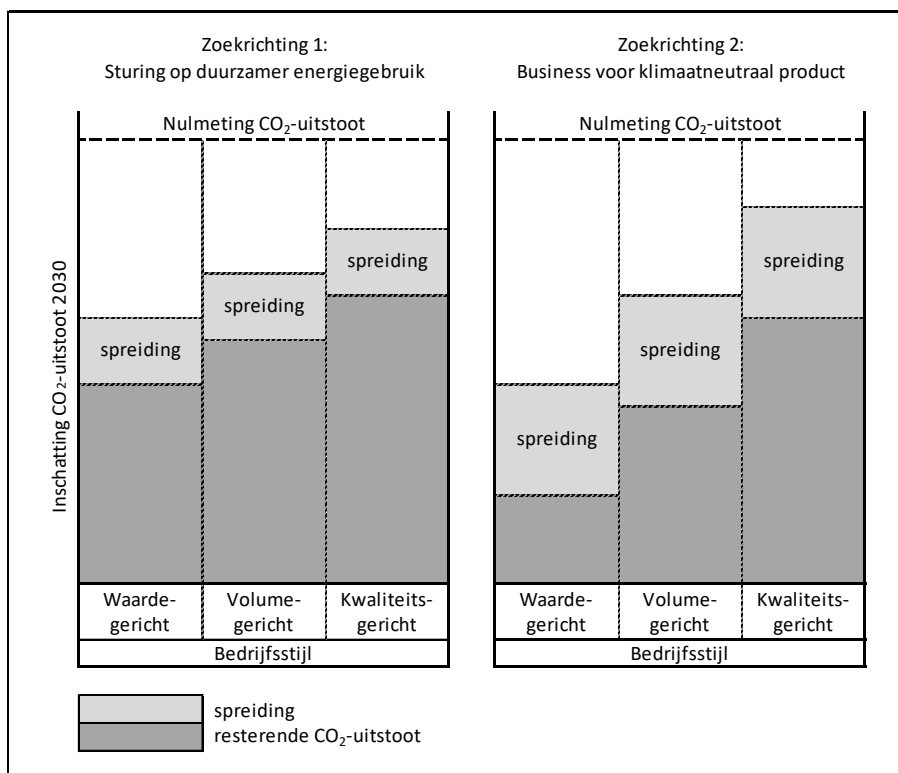 Zoekrichting 1:
Sturing op duurzamer energiegebruik
Nulmeting CO₂-uitstoot
spreiding
spreiding
spreiding
Inschatting CO₂-uitstoot 2030
Waarde-
gericht
Volume-
gericht
Kwaliteits-
gericht
Bedrijfsstijl
Zoekrichting 2:
Business voor klimaatneutraal product
Nulmeting CO₂-uitstoot
spreiding
spreiding
spreiding
Waarde-
gericht
Volume-
gericht
Kwaliteits-
gericht
Bedrijfsstijl
spreiding
resterende CO₂-uitstoot